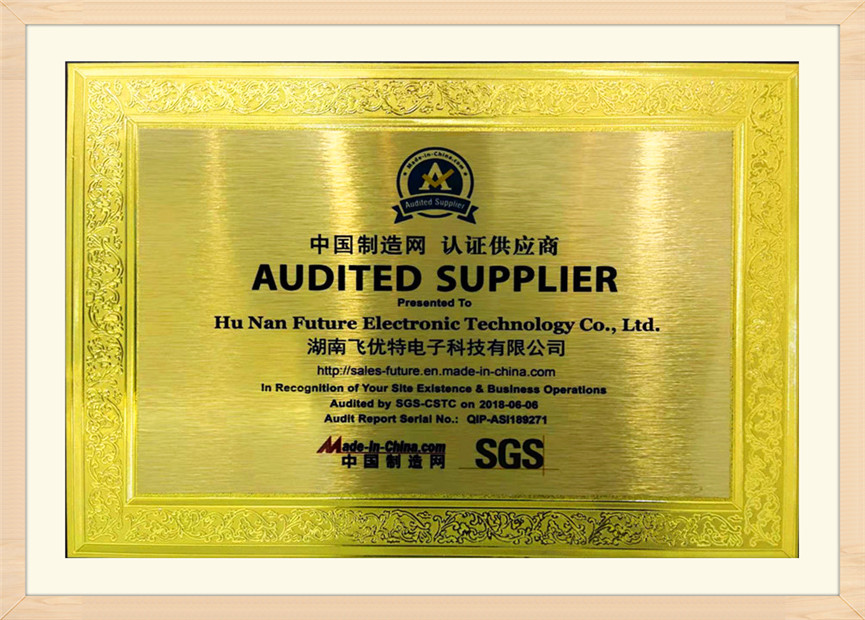 Made-in-China.com
Audited Supplier
中国制造网 认证供应商
AUDITED SUPPLIER
Presented To
Hu Nan Future Electronic Technology Co., Ltd.
湖南飞优特电子科技有限公司
http://sales-future.en.made-in-china.com
In Recognition of Your Site Existence & Business Operations
Audited by SGS-CSTC on 2018-06-06
Audit Report Serial No.: QIP-ASI189271
Made-in-China.com
中国制造网
SGS